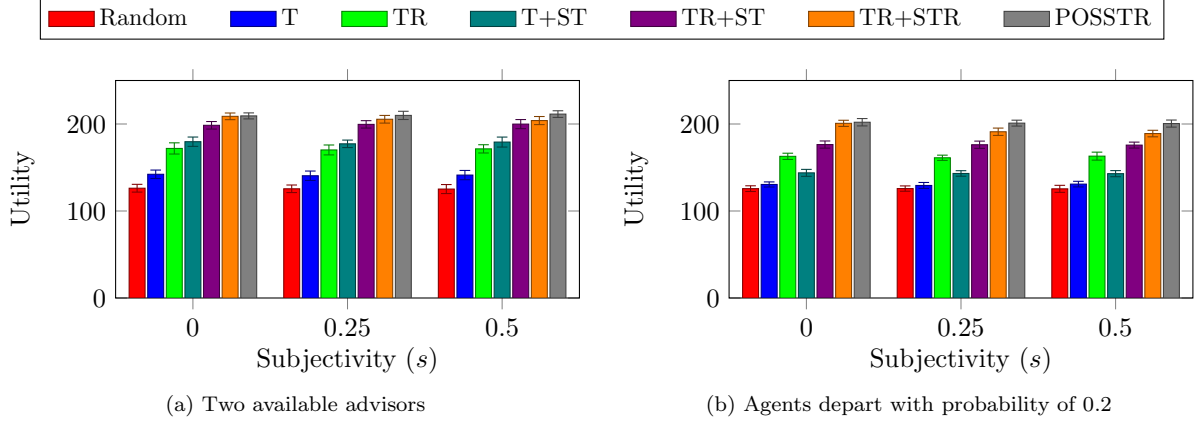 Random T TR T+ST TR+ST TR+STR POSSTR
200
100
0
Utility
0 0.25 0.5
Subjectivity (s)
(a) Two available advisors
200
100
0
Utility
0 0.25 0.5
Subjectivity (s)
(b) Agents depart with probability of 0.2